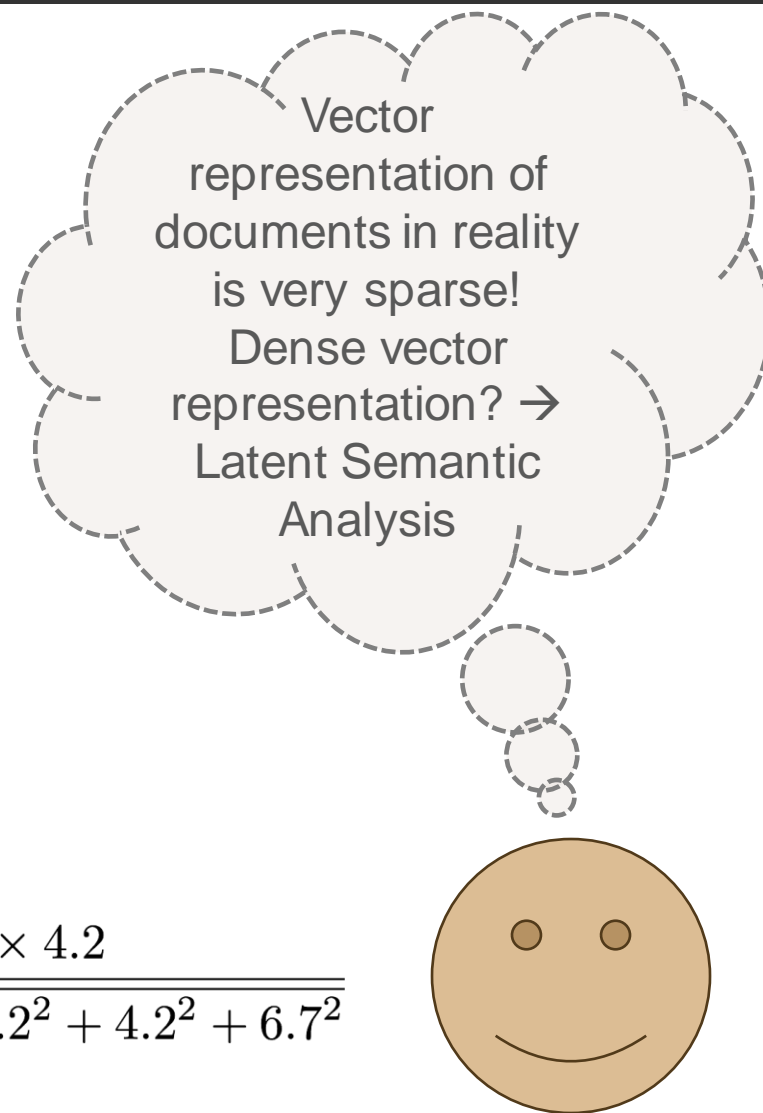 Vector
representation of
documents in reality
is very sparse!
Dense vector
representation? →
Latent Semantic
Analysis
× 4.2
.2² + 4.2² + 6.7²